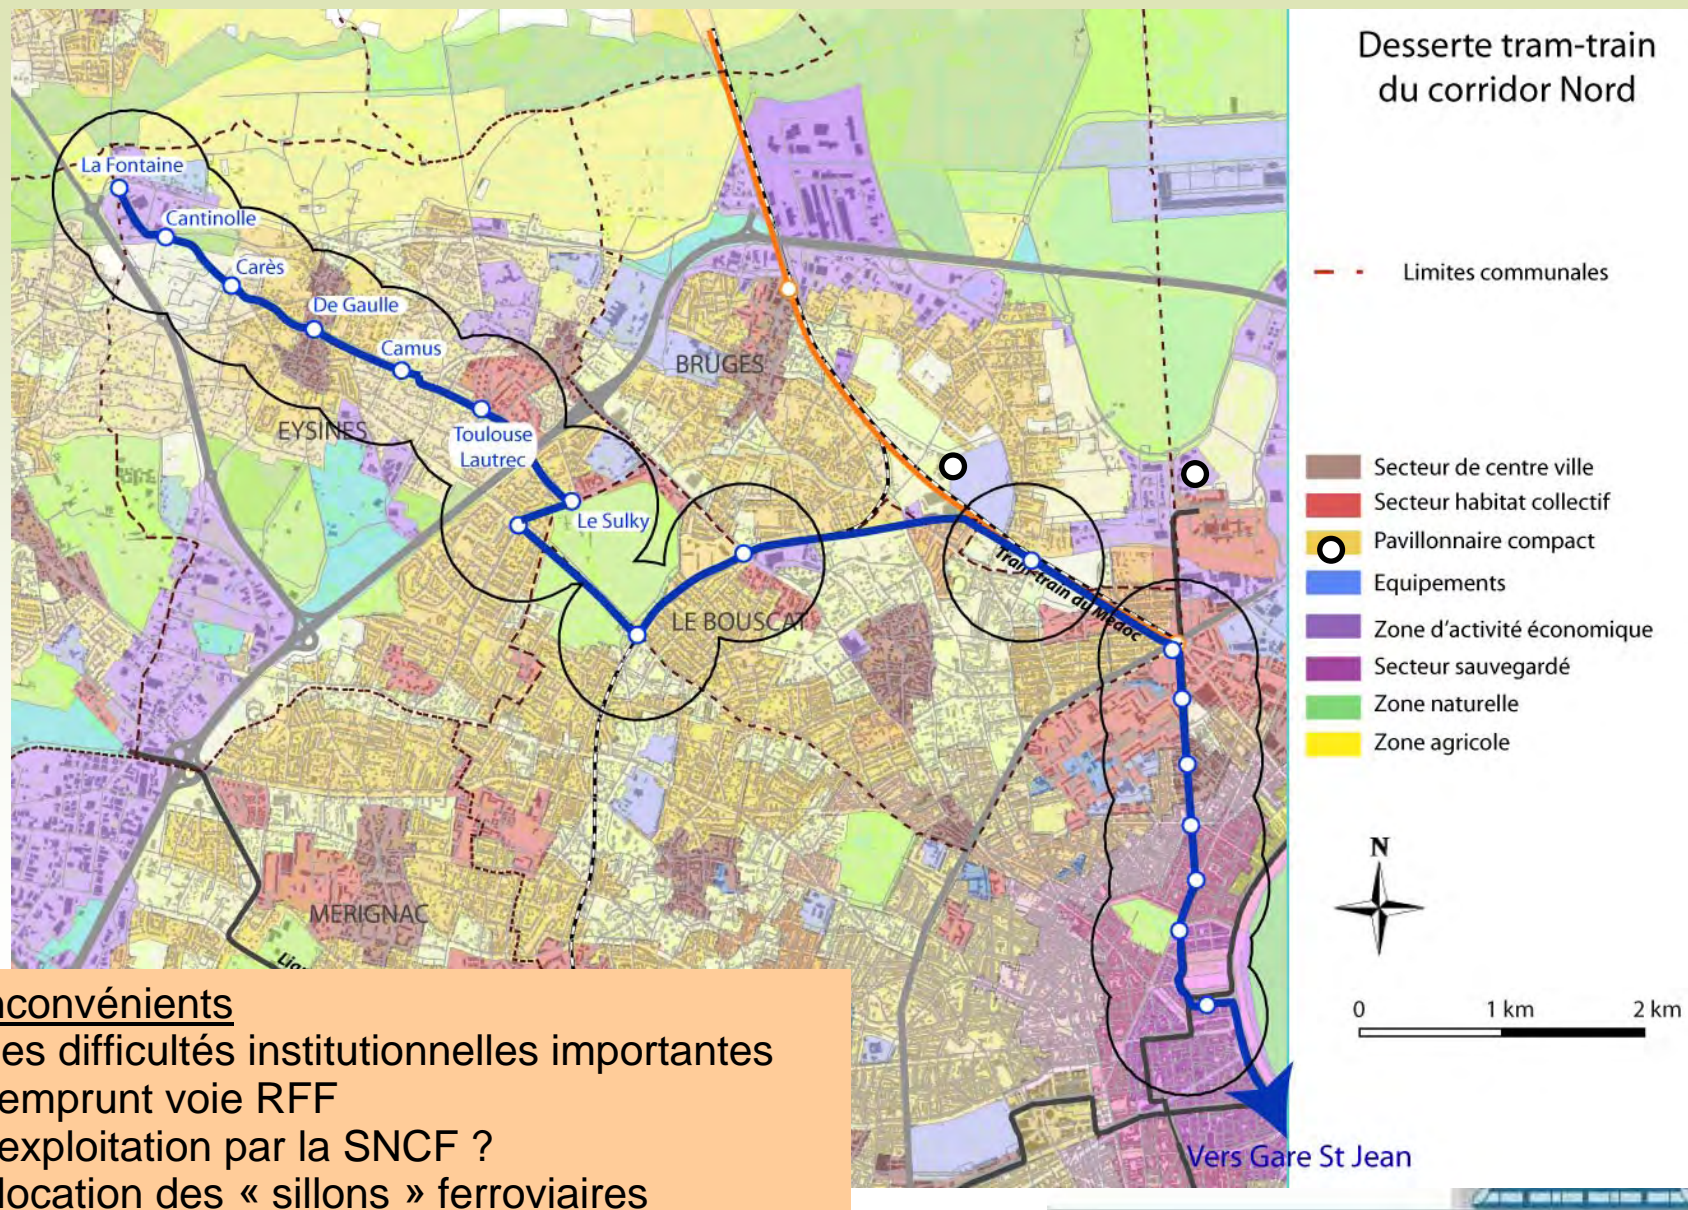 Desserte tram-train
du corridor Nord
La Fontaine
Cantinolle
Carès
De Gaulle
Camus
Toulouse
Lautrec
Le Sulky
EYSINES
BRUGES
LE BOUSCAT
MERIGNAC
Train-train du Médoc
Limites communales
Secteur de centre ville
Secteur habitat collectif
Pavillonnaire compact
Equipements
Zone d'activité économique
Secteur sauvegardé
Zone naturelle
Zone agricole
N
0 1 km 2 km
Vers Gare St Jean
nconvénients
es difficultés institutionnelles importantes
emprunt voie RFF
exploitation par la SNCF ?
location des « sillons » ferroviaires